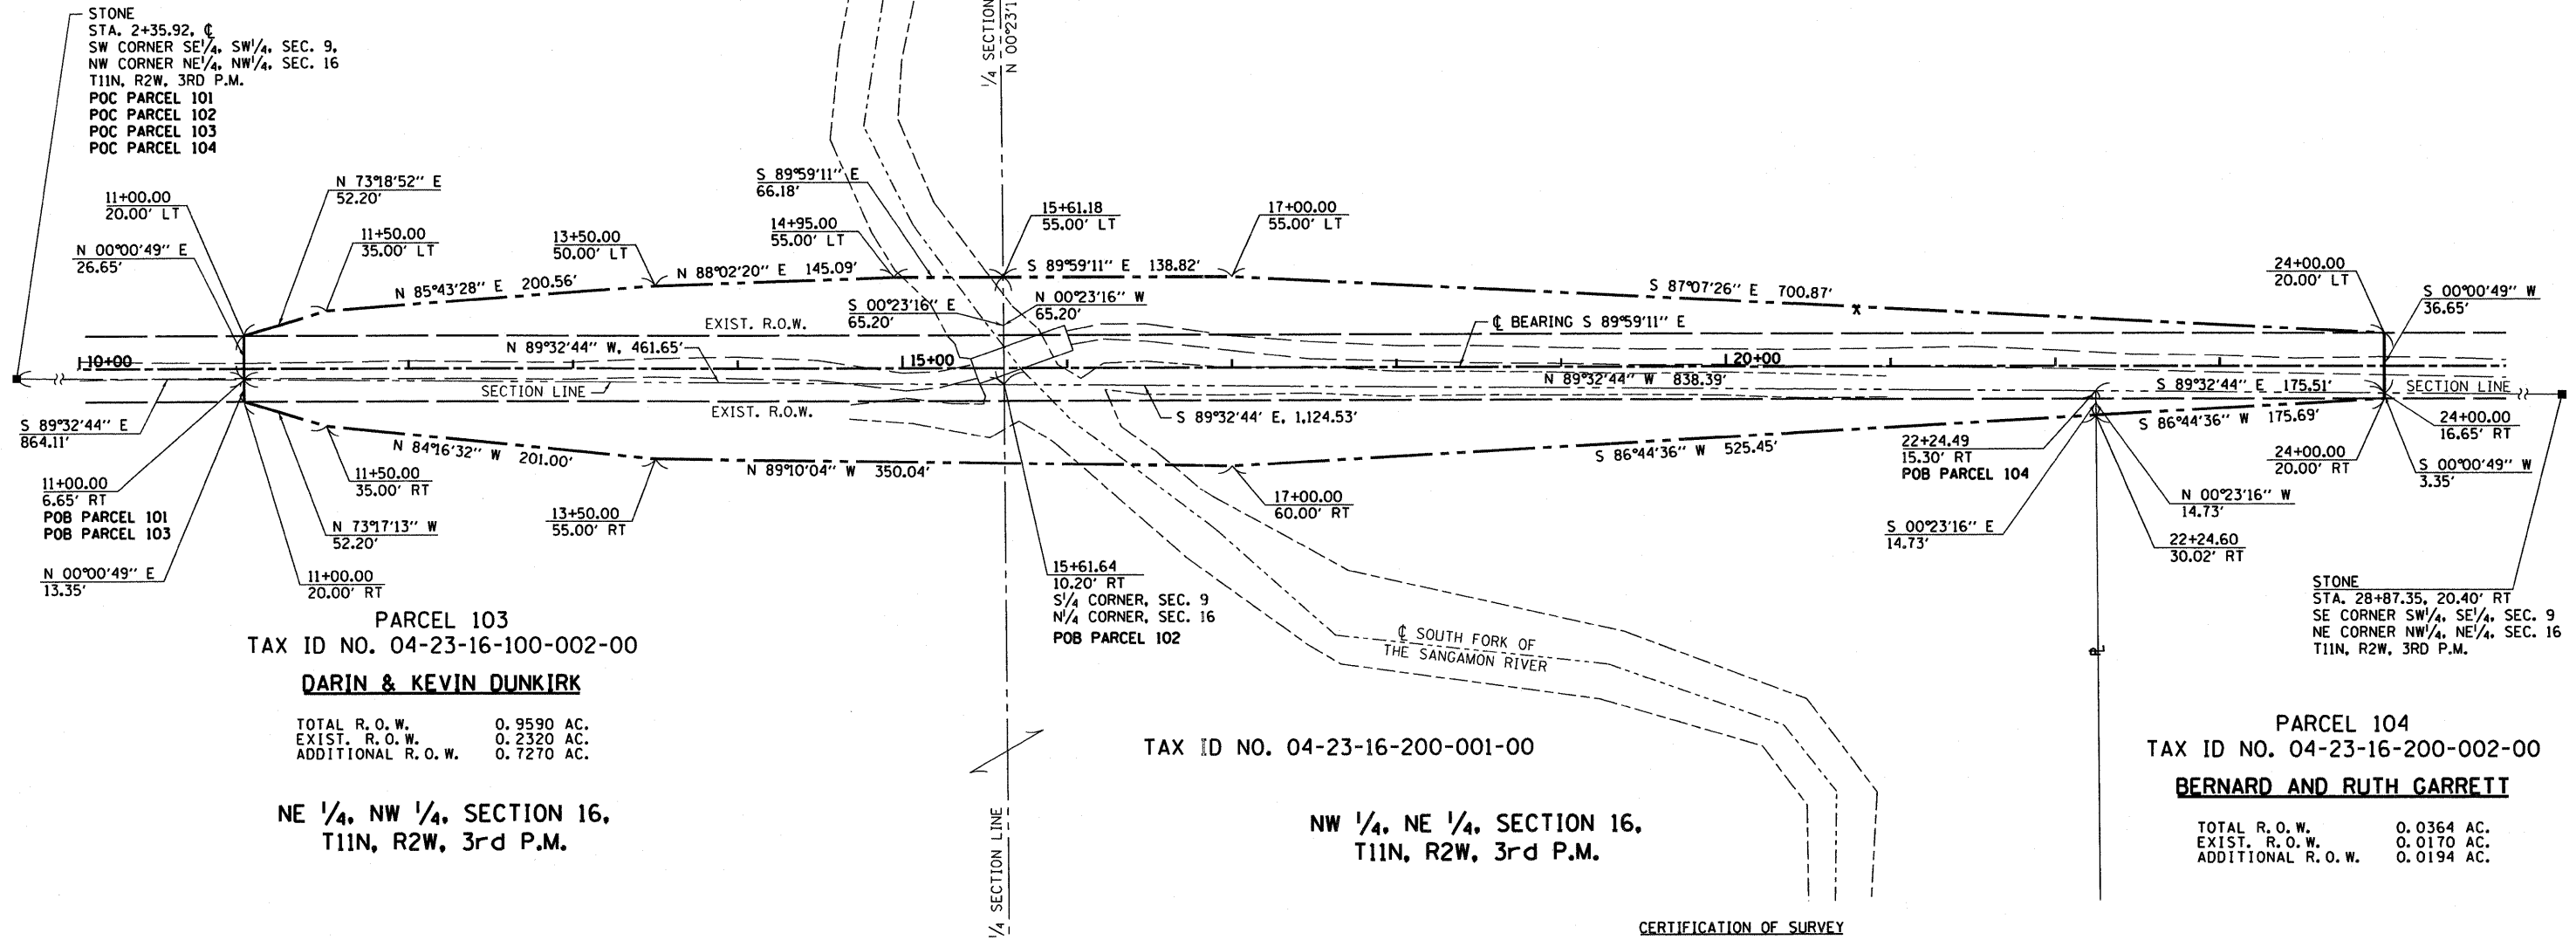 STONE
STA. 2+35.92, ℄
SW CORNER SE¼, SW¼, SEC. 9,
NW CORNER NE¼, NW¼, SEC. 16
T11N, R2W, 3RD P.M.
POC PARCEL 101
POC PARCEL 102
POC PARCEL 103
POC PARCEL 104
¼ SECTION
N 00°23'1
11+00.00
20.00' LT
N 73°18'52'' E
52.20'
N 00°00'49'' E
26.65'
11+50.00
35.00' LT
13+50.00
50.00' LT
S 89°59'11'' E
66.18'
14+95.00
55.00' LT
15+61.18
55.00' LT
17+00.00
55.00' LT
24+00.00
20.00' LT
S 00°00'49'' W
36.65'
N 85°43'28'' E 200.56'
N 88°02'20'' E 145.09'
S 89°59'11'' E 138.82'
S 87°07'26'' E 700.87'
x
S 00°23'16'' E
65.20'
N 00°23'16'' W
65.20'
EXIST. R.O.W.
℄ BEARING S 89°59'11'' E
N 89°32'44'' W, 461.65'
10+00
15+00
20+00
SECTION LINE
EXIST. R.O.W.
N 89°32'44'' W 838.39'
S 89°32'44' E, 1,124.53'
S 89°32'44'' E 175.51'
SECTION LINE
S 89°32'44'' E
864.11'
11+00.00
6.65' RT
POB PARCEL 101
POB PARCEL 103
N 00°00'49'' E
13.35'
N 84°16'32'' W 201.00'
11+50.00
35.00' RT
N 73°17'13'' W
52.20'
11+00.00
20.00' RT
13+50.00
55.00' RT
N 89°10'04'' W 350.04'
17+00.00
60.00' RT
S 86°44'36'' W 525.45'
S 86°44'36'' W 175.69'
22+24.49
15.30' RT
POB PARCEL 104
24+00.00
16.65' RT
24+00.00
20.00' RT
S 00°00'49'' W
3.35'
N 00°23'16'' W
14.73'
S 00°23'16'' E
14.73'
22+24.60
30.02' RT
15+61.64
10.20' RT
S¼ CORNER, SEC. 9
N¼ CORNER, SEC. 16
POB PARCEL 102
STONE
STA. 28+87.35, 20.40' RT
SE CORNER SW¼, SE¼, SEC. 9
NE CORNER NW¼, NE¼, SEC. 16
T11N, R2W, 3RD P.M.
℄ SOUTH FORK OF
THE SANGAMON RIVER
PL
PARCEL 103
TAX ID NO. 04-23-16-100-002-00
DARIN & KEVIN DUNKIRK
TOTAL R.O.W. 0.9590 AC.
EXIST. R.O.W. 0.2320 AC.
ADDITIONAL R.O.W. 0.7270 AC.
NE ¼, NW ¼, SECTION 16,
T11N, R2W, 3rd P.M.
¼ SECTION LINE
TAX ID NO. 04-23-16-200-001-00
NW ¼, NE ¼, SECTION 16,
T11N, R2W, 3rd P.M.
PARCEL 104
TAX ID NO. 04-23-16-200-002-00
BERNARD AND RUTH GARRETT
TOTAL R.O.W. 0.0364 AC.
EXIST. R.O.W. 0.0170 AC.
ADDITIONAL R.O.W. 0.0194 AC.
CERTIFICATION OF SURVEY